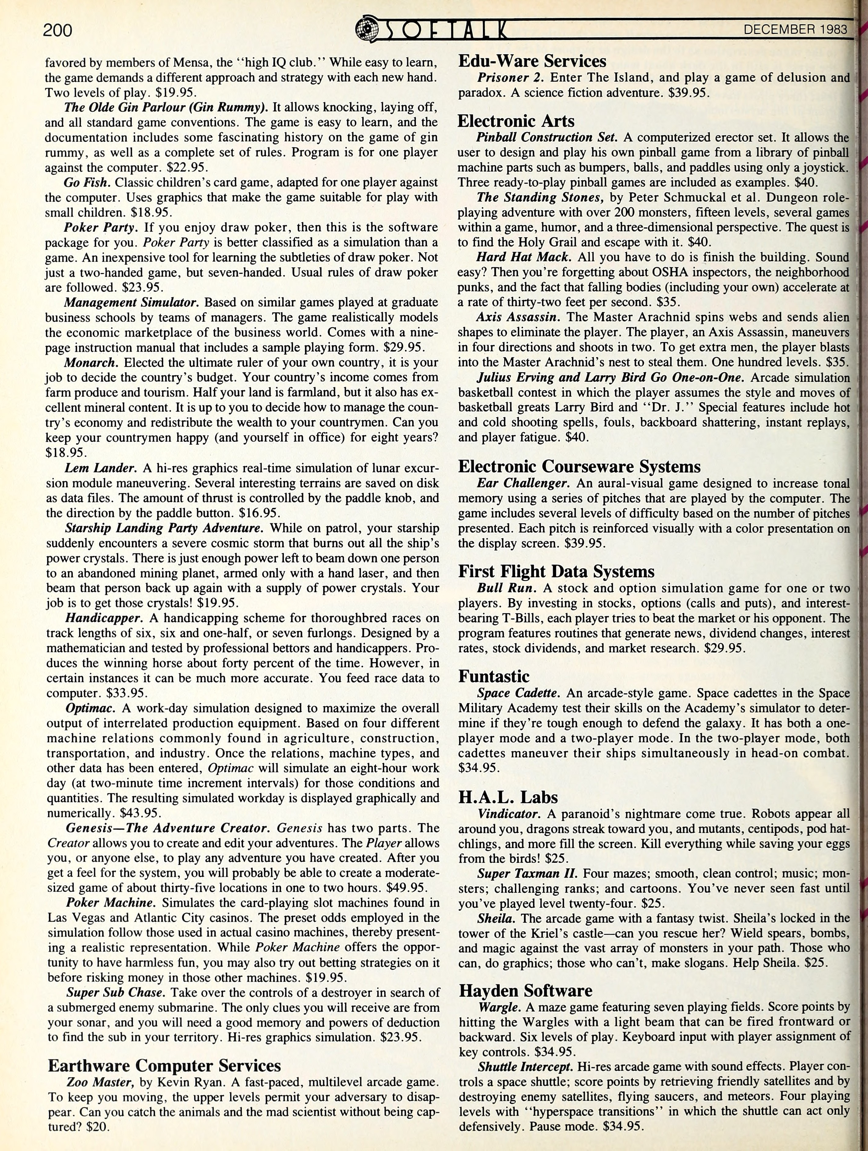 200
SOFTALK
DECEMBER 1983
favored by members of Mensa, the "high IQ club." While easy to learn,
the game demands a different approach and strategy with each new hand.
Two levels of play. $19.95.
The Olde Gin Parlour (Gin Rummy). It allows knocking, laying off,
and all standard game conventions. The game is easy to learn, and the
documentation includes some fascinating history on the game of gin
rummy, as well as a complete set of rules. Program is for one player
against the computer. $22.95.
Go Fish. Classic children's card game, adapted for one player against
the computer. Uses graphics that make the game suitable for play with
small children. $18.95.
Poker Party. If you enjoy draw poker, then this is the software
package for you. Poker Party is better classified as a simulation than a
game. An inexpensive tool for learning the subtleties of draw poker. Not
just a two-handed game, but seven-handed. Usual rules of draw poker
are followed. $23.95.
Management Simulator. Based on similar games played at graduate
business schools by teams of managers. The game realistically models
the economic marketplace of the business world. Comes with a nine-
page instruction manual that includes a sample playing form. $29.95.
Monarch. Elected the ultimate ruler of your own country, it is your
job to decide the country's budget. Your country's income comes from
farm produce and tourism. Half your land is farmland, but it also has ex-
cellent mineral content. It is up to you to decide how to manage the coun-
try's economy and redistribute the wealth to your countrymen. Can you
keep your countrymen happy (and yourself in office) for eight years?
$18.95.
Lem Lander. A hi-res graphics real-time simulation of lunar excur-
sion module maneuvering. Several interesting terrains are saved on disk
as data files. The amount of thrust is controlled by the paddle knob, and
the direction by the paddle button. $16.95.
Starship Landing Party Adventure. While on patrol, your starship
suddenly encounters a severe cosmic storm that burns out all the ship's
power crystals. There is just enough power left to beam down one person
to an abandoned mining planet, armed only with a hand laser, and then
beam that person back up again with a supply of power crystals. Your
job is to get those crystals! $19.95.
Handicapper. A handicapping scheme for thoroughbred races on
track lengths of six, six and one-half, or seven furlongs. Designed by a
mathematician and tested by professional bettors and handicappers. Pro-
duces the winning horse about forty percent of the time. However, in
certain instances it can be much more accurate. You feed race data to
computer. $33.95.
Optimac. A work-day simulation designed to maximize the overall
output of interrelated production equipment. Based on four different
machine relations commonly found in agriculture, construction,
transportation, and industry. Once the relations, machine types, and
other data has been entered, Optimac will simulate an eight-hour work
day (at two-minute time increment intervals) for those conditions and
quantities. The resulting simulated workday is displayed graphically and
numerically. $43.95.
Genesis—The Adventure Creator. Genesis has two parts. The
Creator allows you to create and edit your adventures. The Player allows
you, or anyone else, to play any adventure you have created. After you
get a feel for the system, you will probably be able to create a moderate-
sized game of about thirty-five locations in one to two hours. $49.95.
Poker Machine. Simulates the card-playing slot machines found in
Las Vegas and Atlantic City casinos. The preset odds employed in the
simulation follow those used in actual casino machines, thereby present-
ing a realistic representation. While Poker Machine offers the oppor-
tunity to have harmless fun, you may also try out betting strategies on it
before risking money in those other machines. $19.95.
Super Sub Chase. Take over the controls of a destroyer in search of
a submerged enemy submarine. The only clues you will receive are from
your sonar, and you will need a good memory and powers of deduction
to find the sub in your territory. Hi-res graphics simulation. $23.95.
Earthware Computer Services
Zoo Master, by Kevin Ryan. A fast-paced, multilevel arcade game.
To keep you moving, the upper levels permit your adversary to disap-
pear. Can you catch the animals and the mad scientist without being cap-
tured? $20.
Edu-Ware Services
Prisoner 2. Enter The Island, and play a game of delusion and
paradox. A science fiction adventure. $39.95.
Electronic Arts
Pinball Construction Set. A computerized erector set. It allows the
user to design and play his own pinball game from a library of pinball
machine parts such as bumpers, balls, and paddles using only a joystick.
Three ready-to-play pinball games are included as examples. $40.
The Standing Stones, by Peter Schmuckal et al. Dungeon role-
playing adventure with over 200 monsters, fifteen levels, several games
within a game, humor, and a three-dimensional perspective. The quest is
to find the Holy Grail and escape with it. $40.
Hard Hat Mack. All you have to do is finish the building. Sound
easy? Then you're forgetting about OSHA inspectors, the neighborhood
punks, and the fact that falling bodies (including your own) accelerate at
a rate of thirty-two feet per second. $35.
Axis Assassin. The Master Arachnid spins webs and sends alien
shapes to eliminate the player. The player, an Axis Assassin, maneuvers
in four directions and shoots in two. To get extra men, the player blasts
into the Master Arachnid's nest to steal them. One hundred levels. $35.
Julius Erving and Larry Bird Go One-on-One. Arcade simulation
basketball contest in which the player assumes the style and moves of
basketball greats Larry Bird and "Dr. J." Special features include hot
and cold shooting spells, fouls, backboard shattering, instant replays,
and player fatigue. $40.
Electronic Courseware Systems
Ear Challenger. An aural-visual game designed to increase tonal
memory using a series of pitches that are played by the computer. The
game includes several levels of difficulty based on the number of pitches
presented. Each pitch is reinforced visually with a color presentation on
the display screen. $39.95.
First Flight Data Systems
Bull Run. A stock and option simulation game for one or two
players. By investing in stocks, options (calls and puts), and interest-
bearing T-Bills, each player tries to beat the market or his opponent. The
program features routines that generate news, dividend changes, interest
rates, stock dividends, and market research. $29.95.
Funtastic
Space Cadette. An arcade-style game. Space cadettes in the Space
Military Academy test their skills on the Academy's simulator to deter-
mine if they're tough enough to defend the galaxy. It has both a one-
player mode and a two-player mode. In the two-player mode, both
cadettes maneuver their ships simultaneously in head-on combat.
$34.95.
H.A.L. Labs
Vindicator. A paranoid's nightmare come true. Robots appear all
around you, dragons streak toward you, and mutants, centipods, pod hat-
chlings, and more fill the screen. Kill everything while saving your eggs
from the birds! $25.
Super Taxman II. Four mazes; smooth, clean control; music; mon-
sters; challenging ranks; and cartoons. You've never seen fast until
you've played level twenty-four. $25.
Sheila. The arcade game with a fantasy twist. Sheila's locked in the
tower of the Kriel's castle—can you rescue her? Wield spears, bombs,
and magic against the vast array of monsters in your path. Those who
can, do graphics; those who can't, make slogans. Help Sheila. $25.
Hayden Software
Wargle. A maze game featuring seven playing fields. Score points by
hitting the Wargles with a light beam that can be fired frontward or
backward. Six levels of play. Keyboard input with player assignment of
key controls. $34.95.
Shuttle Intercept. Hi-res arcade game with sound effects. Player con-
trols a space shuttle; score points by retrieving friendly satellites and by
destroying enemy satellites, flying saucers, and meteors. Four playing
levels with "hyperspace transitions" in which the shuttle can act only
defensively. Pause mode. $34.95.